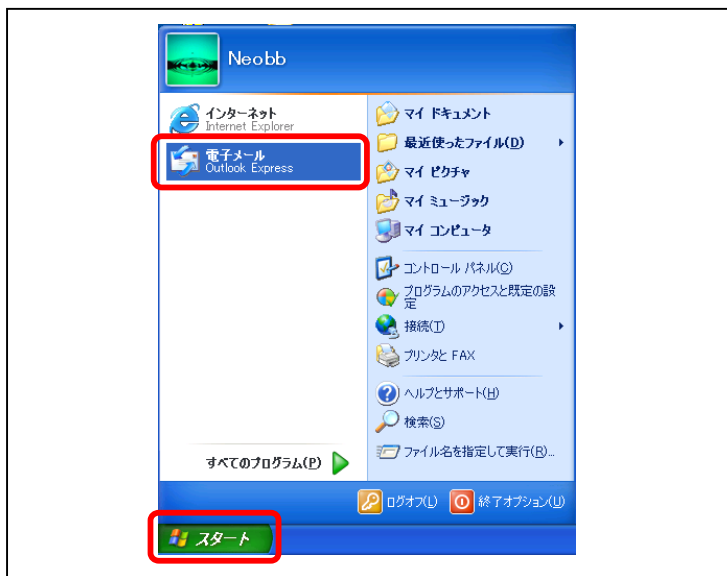 Neobb
インターネット
Internet Explorer
電子メール
Outlook Express
すべてのプログラム(P)
マイ ドキュメント
最近使ったファイル(D)
マイ ピクチャ
マイ ミュージック
マイ コンピュータ
コントロール パネル(C)
プログラムのアクセスと既定の設
定
接続(T)
プリンタと FAX
ヘルプとサポート(H)
検索(S)
ファイル名を指定して実行(R)...
ログオフ(L)
終了オプション(U)
スタート